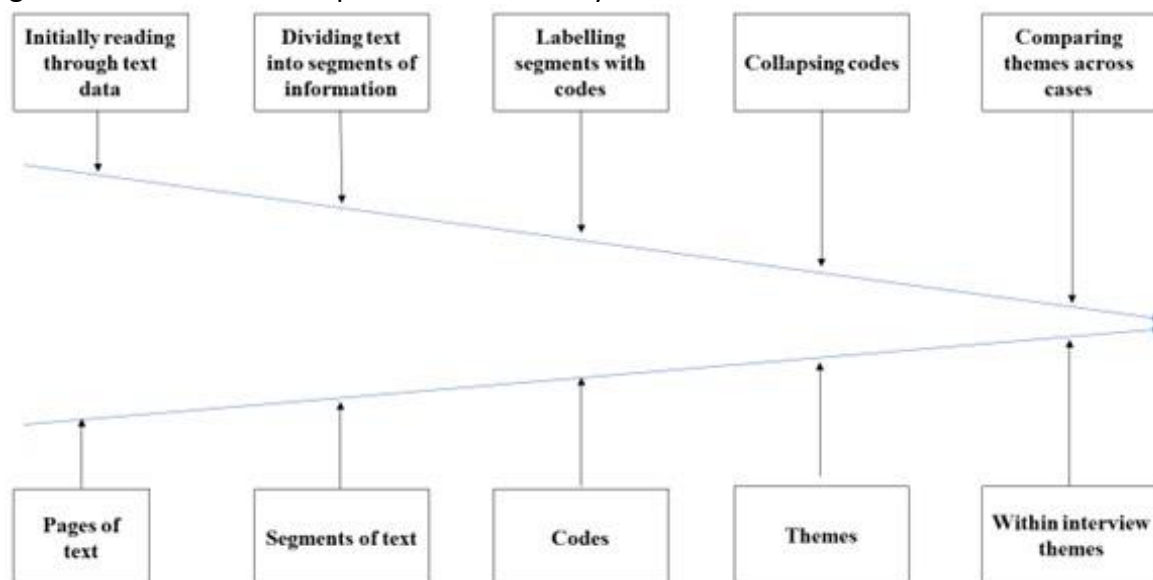 Initially reading
through text
data
Dividing text
into segments of
information
Labelling
segments with
codes
Collapsing codes
Comparing
themes across
cases
Pages of
text
Segments of text
Codes
Themes
Within interview
themes